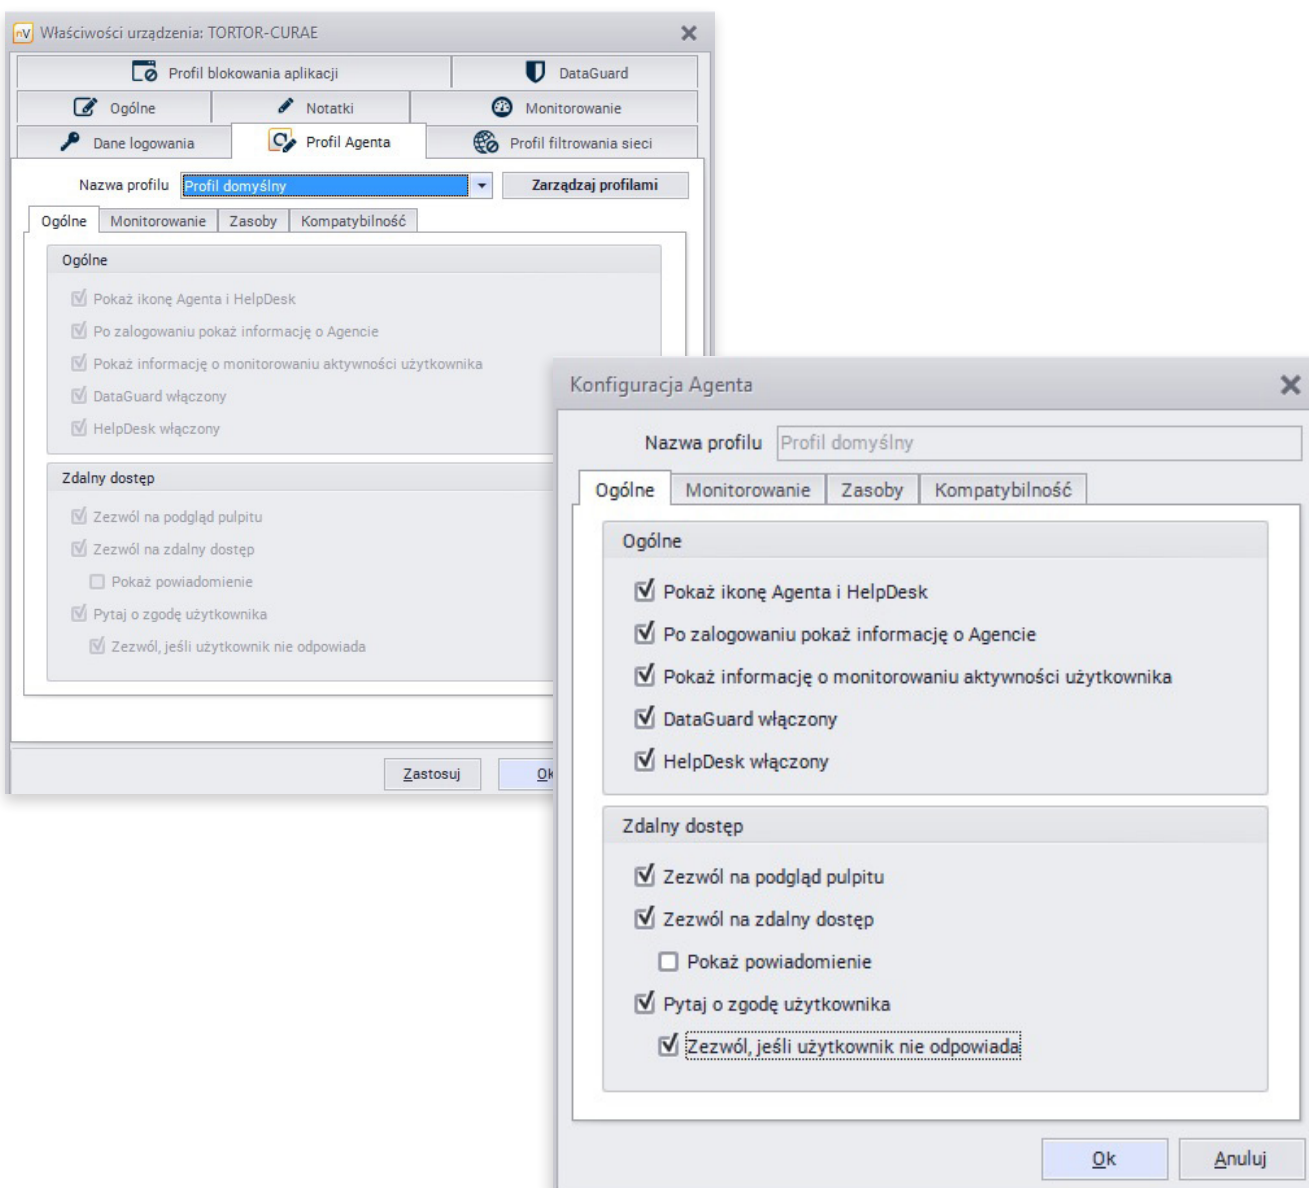 nV Właściwości urządzenia: TORTOR-CURAE
Profil blokowania aplikacji DataGuard
Ogólne Notatki Monitorowanie
Dane logowania Profil Agenta Profil filtrowania sieci
Nazwa profilu Profil domyślny Zarządzaj profilami
Ogólne Monitorowanie Zasoby Kompatybilność
Ogólne
Pokaż ikonę Agenta i HelpDesk
Po zalogowaniu pokaż informację o Agencie
Pokaż informację o monitorowaniu aktywności użytkownika
DataGuard włączony
HelpDesk włączony
Zdalny dostęp
Zezwól na podgląd pulpitu
Zezwól na zdalny dostęp
Pokaż powiadomienie
Pytaj o zgodę użytkownika
Zezwól, jeśli użytkownik nie odpowiada
Zastosuj Ok
Konfiguracja Agenta
Nazwa profilu Profil domyślny
Ogólne Monitorowanie Zasoby Kompatybilność
Ogólne
Pokaż ikonę Agenta i HelpDesk
Po zalogowaniu pokaż informację o Agencie
Pokaż informację o monitorowaniu aktywności użytkownika
DataGuard włączony
HelpDesk włączony
Zdalny dostęp
Zezwól na podgląd pulpitu
Zezwól na zdalny dostęp
Pokaż powiadomienie
Pytaj o zgodę użytkownika
Zezwól, jeśli użytkownik nie odpowiada
Ok Anuluj